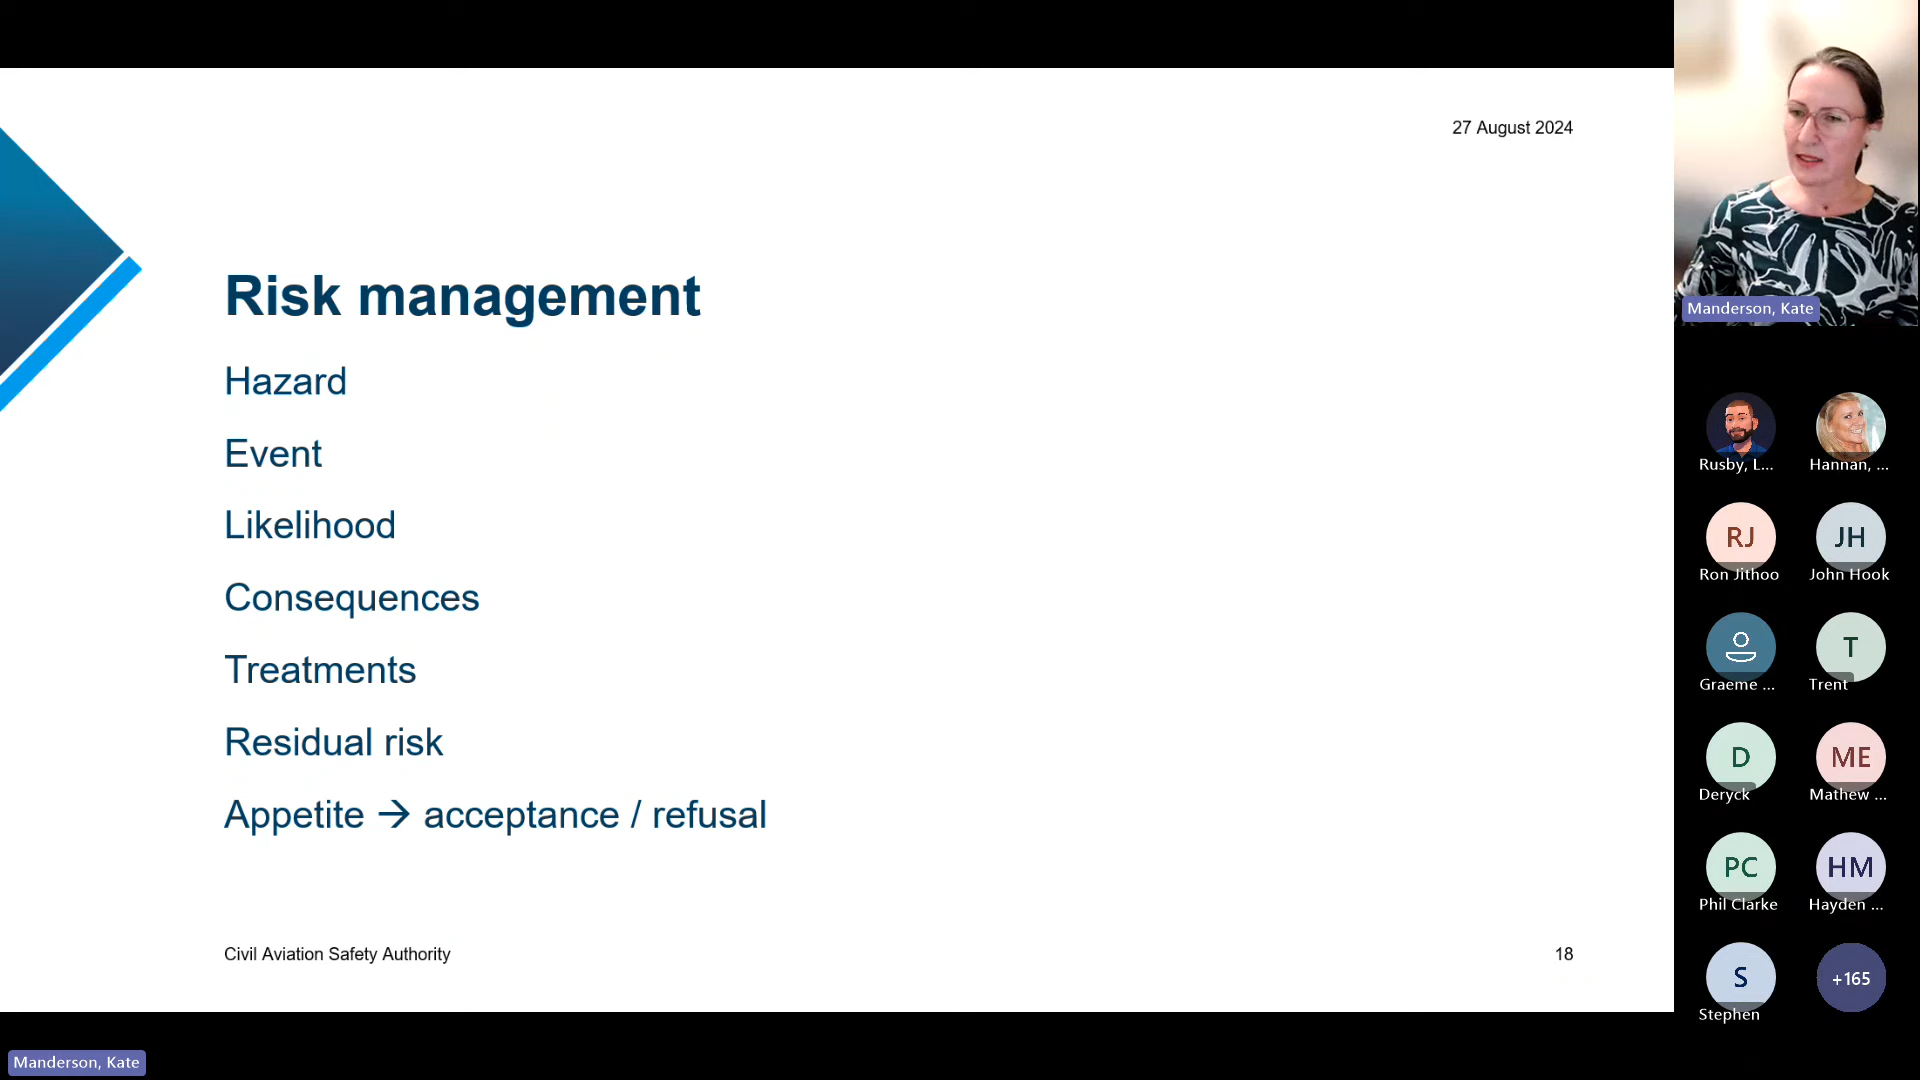 27 August 2024
Risk management
Hazard
Event
Likelihood
Consequences
Treatments
Residual risk
Appetite → acceptance / refusal
Civil Aviation Safety Authority
18
Manderson, Kate
Manderson, Kate
Rusby, L...
Hannan, ...
RJ
Ron Jithoo
JH
John Hook
Graeme ...
T
Trent
D
Deryck
ME
Mathew ...
PC
Phil Clarke
HM
Hayden ...
S
Stephen
+165